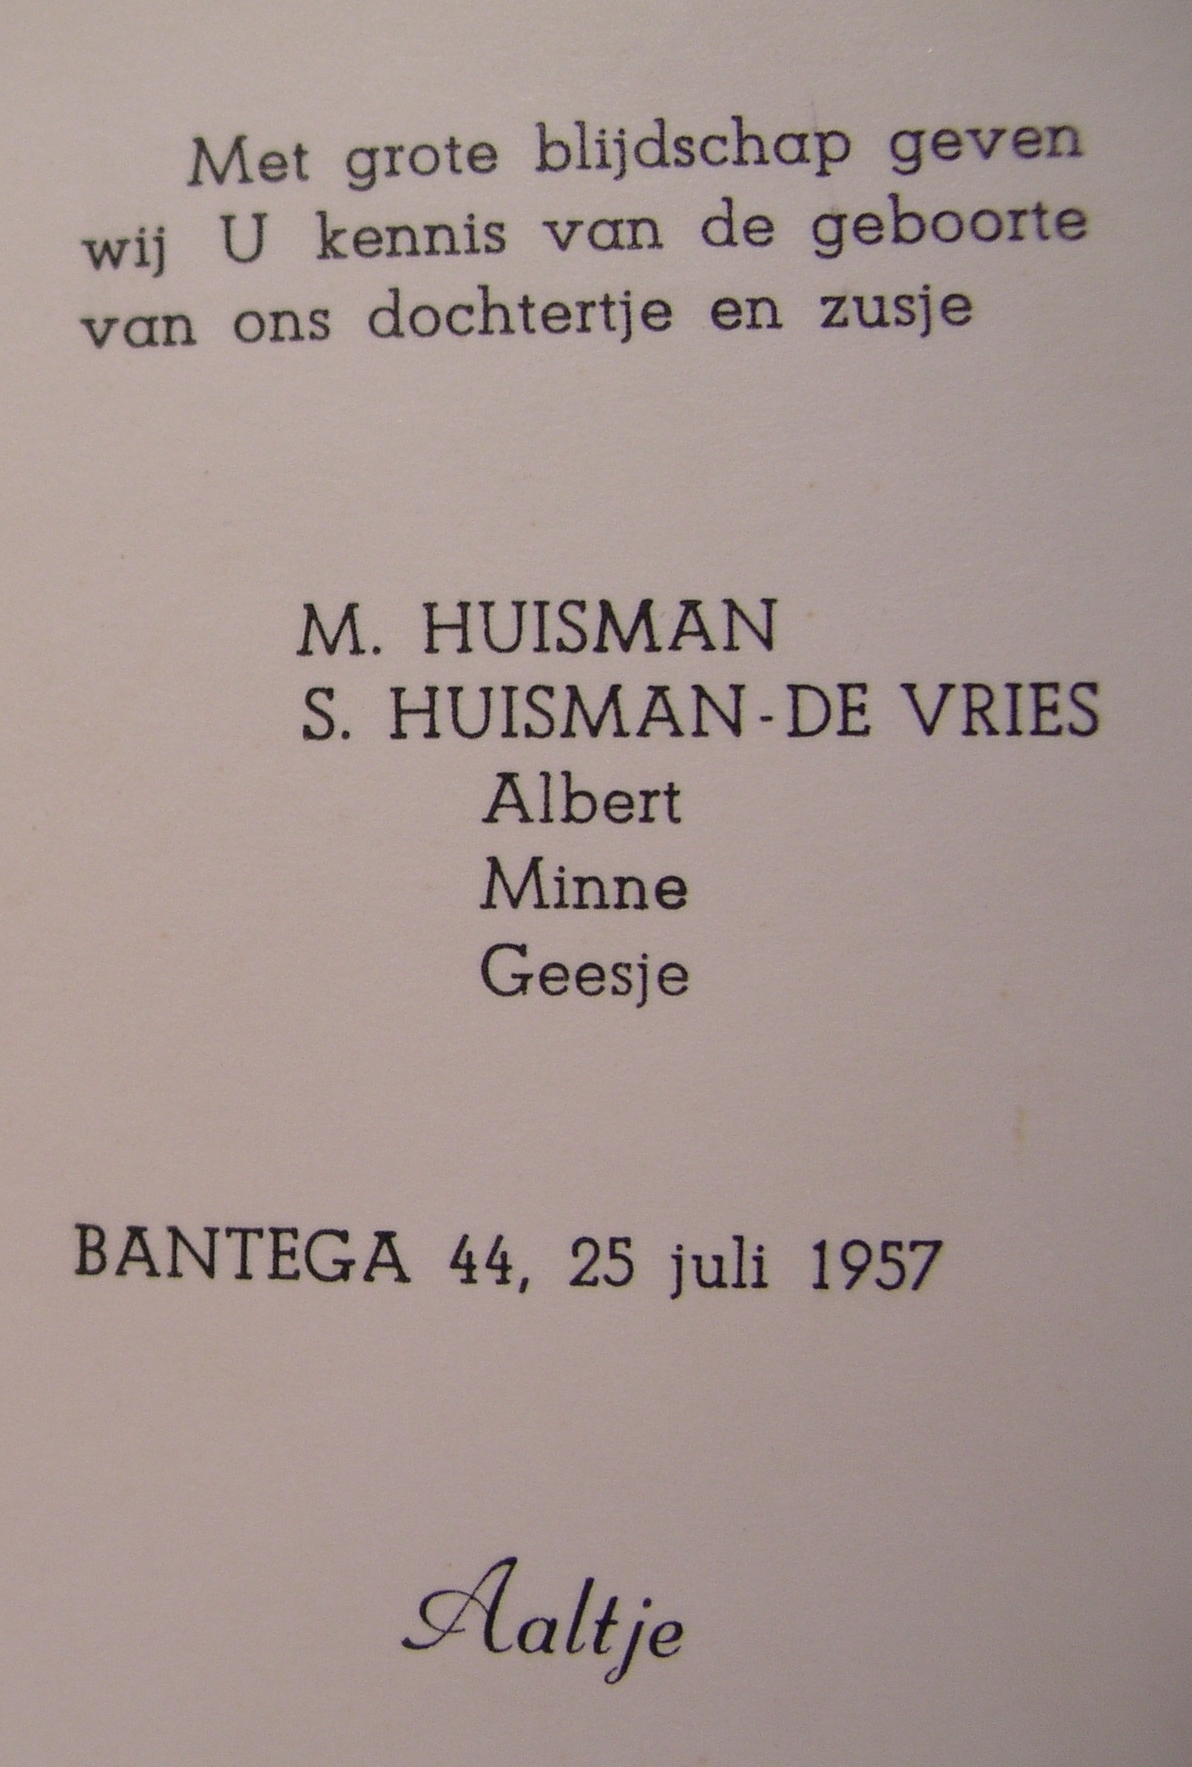 Met grote blijdschap geven
wij U kennis van de geboorte
van ons dochtertje en zusje
M. HUISMAN
S. HUISMAN-DE VRIES
Albert
Minne
Geesje
BANTEGA 44, 25 juli 1957
Aaltje